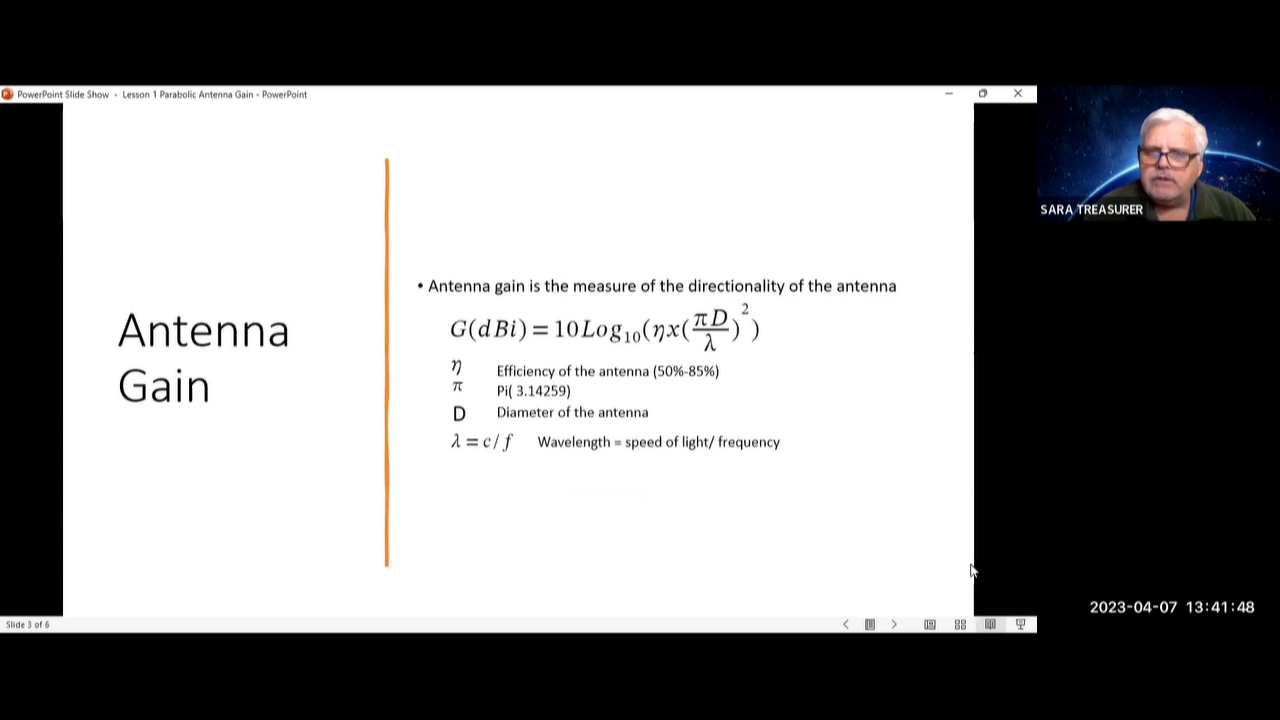 PowerPoint Slide Show - Lesson 1 Parabolic Antenna Gain - PowerPoint
SARA TREASURER
Antenna
Gain
• Antenna gain is the measure of the directionality of the antenna
G(dBi) = 10Log₁₀(ηx(πD/λ)²)
η Efficiency of the antenna (50%-85%)
π Pi( 3.14259)
D Diameter of the antenna
λ = c/f Wavelength = speed of light/ frequency
2023-04-07 13:41:48
Slide 3 of 6